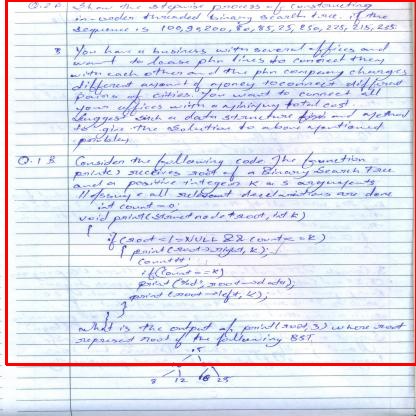 Q.2A Show the stepwise process of constructing
in-order threaded binary search tree. if the
sequence is 100, 90, 200, 80, 85, 25, 250, 225, 215, 235.
B You have a business with several offices and
want to lease phn lines to connect them
with each other and the phn company charges
different amount of money to connect different
pairs of cities. You want to connect all
your offices with a minimum total cost.
Suggest such a data structure and method
to give the solution to above mentioned
problem.
Q.1 B Consider the following code. The function
print() receives root of a Binary Search Tree
and a positive integer K as arguments
// Assume all relevant declarations are done
int count = 0;
void print(struct node *root, int k)
{
if (root != NULL && count <= k)
{ print(root->right, k);
count++;
if(count == k)
print("%d", root->data);
print(root->left, k);
}
}
what is the output of print(root, 3) where root
represent root of the following BST
15
8 12 18 25